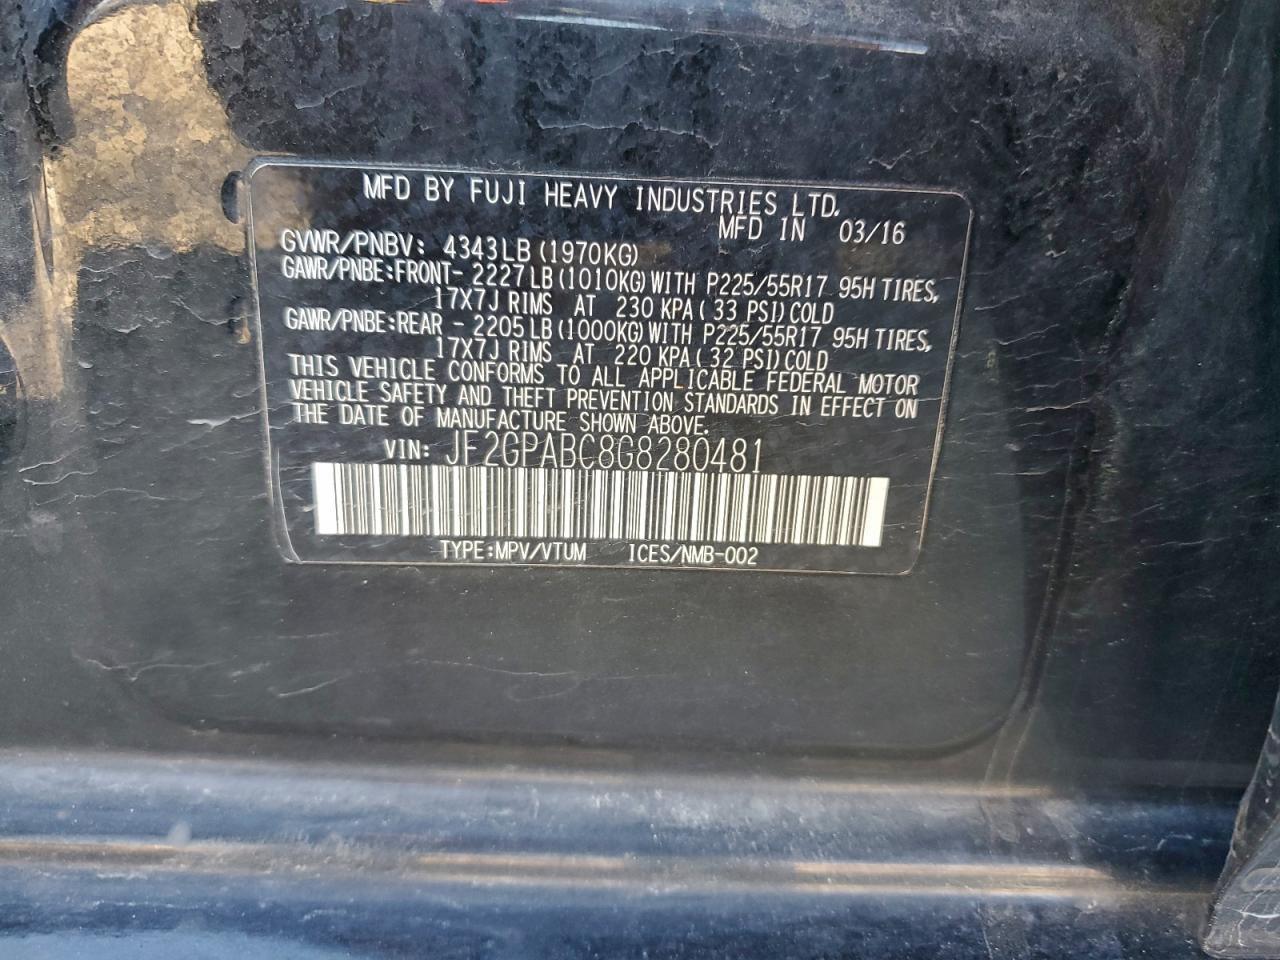 MFD BY FUJI HEAVY INDUSTRIES LTD.
MFD IN 03/16
GVWR/PNBV: 4343LB (1970KG)
GAWR/PNBE:FRONT- 2227LB (1010KG) WITH P225/55R17 95H TIRES,
17X7J RIMS AT 230 KPA (33 PSI) COLD
GAWR/PNBE:REAR - 2205LB (1000KG) WITH P225/55R17 95H TIRES,
17X7J RIMS AT 220 KPA (32 PSI) COLD
THIS VEHICLE CONFORMS TO ALL APPLICABLE FEDERAL MOTOR
VEHICLE SAFETY AND THEFT PREVENTION STANDARDS IN EFFECT ON
THE DATE OF MANUFACTURE SHOWN ABOVE.
VIN: JF2GPABC8G8280481
TYPE:MPV/VTUM ICES/NMB-002